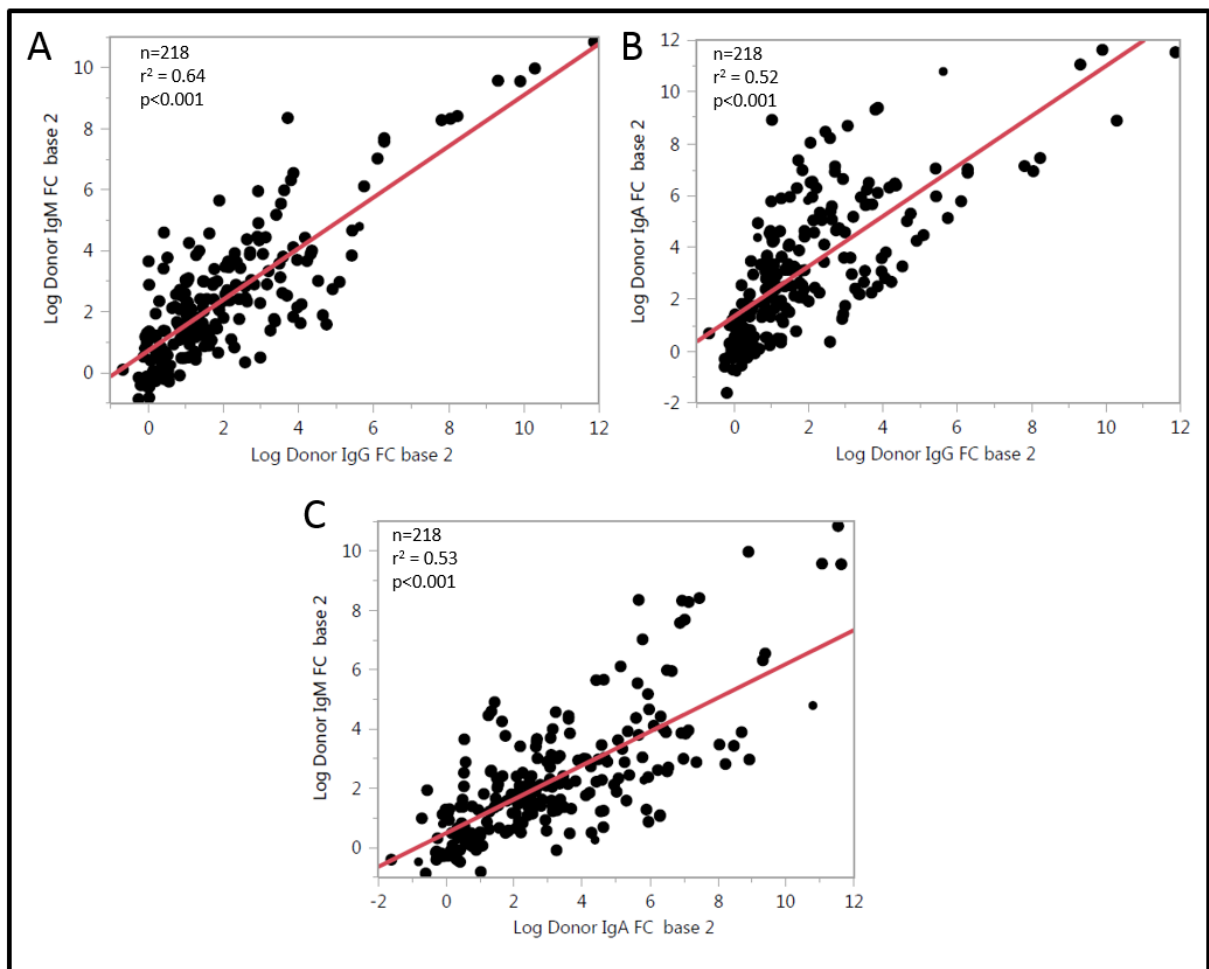 A
n=218
r² = 0.64
p<0.001
10
8
6
4
2
0
Log Donor IgM FC base 2
0 2 4 6 8 10 12
Log Donor IgG FC base 2
B
n=218
r² = 0.52
p<0.001
12
10
8
6
4
2
0
-2
Log Donor IgA FC base 2
0 2 4 6 8 10 12
Log Donor IgG FC base 2
C
n=218
r² = 0.53
p<0.001
10
8
6
4
2
0
Log Donor IgM FC base 2
-2 0 2 4 6 8 10 12
Log Donor IgA FC base 2